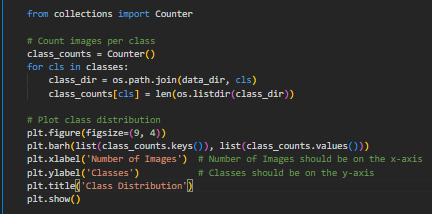 from collections import Counter
# Count images per class
class_counts = Counter()
for cls in classes:
class_dir = os.path.join(data_dir, cls)
class_counts[cls] = len(os.listdir(class_dir))
# Plot class distribution
plt.figure(figsize=(9, 4))
plt.barh(list(class_counts.keys()), list(class_counts.values()))
plt.xlabel('Number of Images')  # Number of Images should be on the x-axis
plt.ylabel('Classes')           # Classes should be on the y-axis
plt.title('Class Distribution')
plt.show()